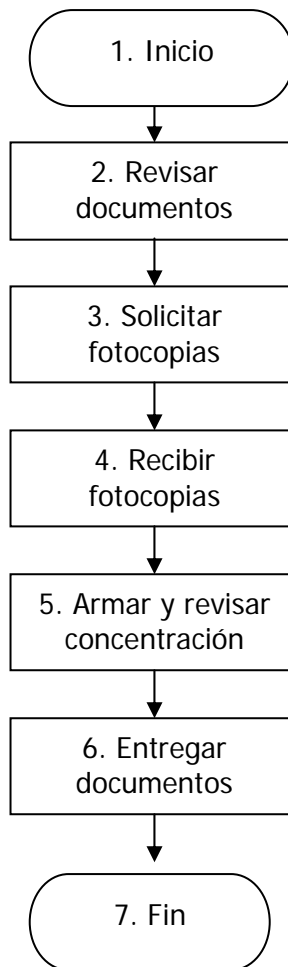 1. Inicio
2. Revisar
documentos
3. Solicitar
fotocopias
4. Recibir
fotocopias
5. Armar y revisar
concentración
6. Entregar
documentos
7. Fin